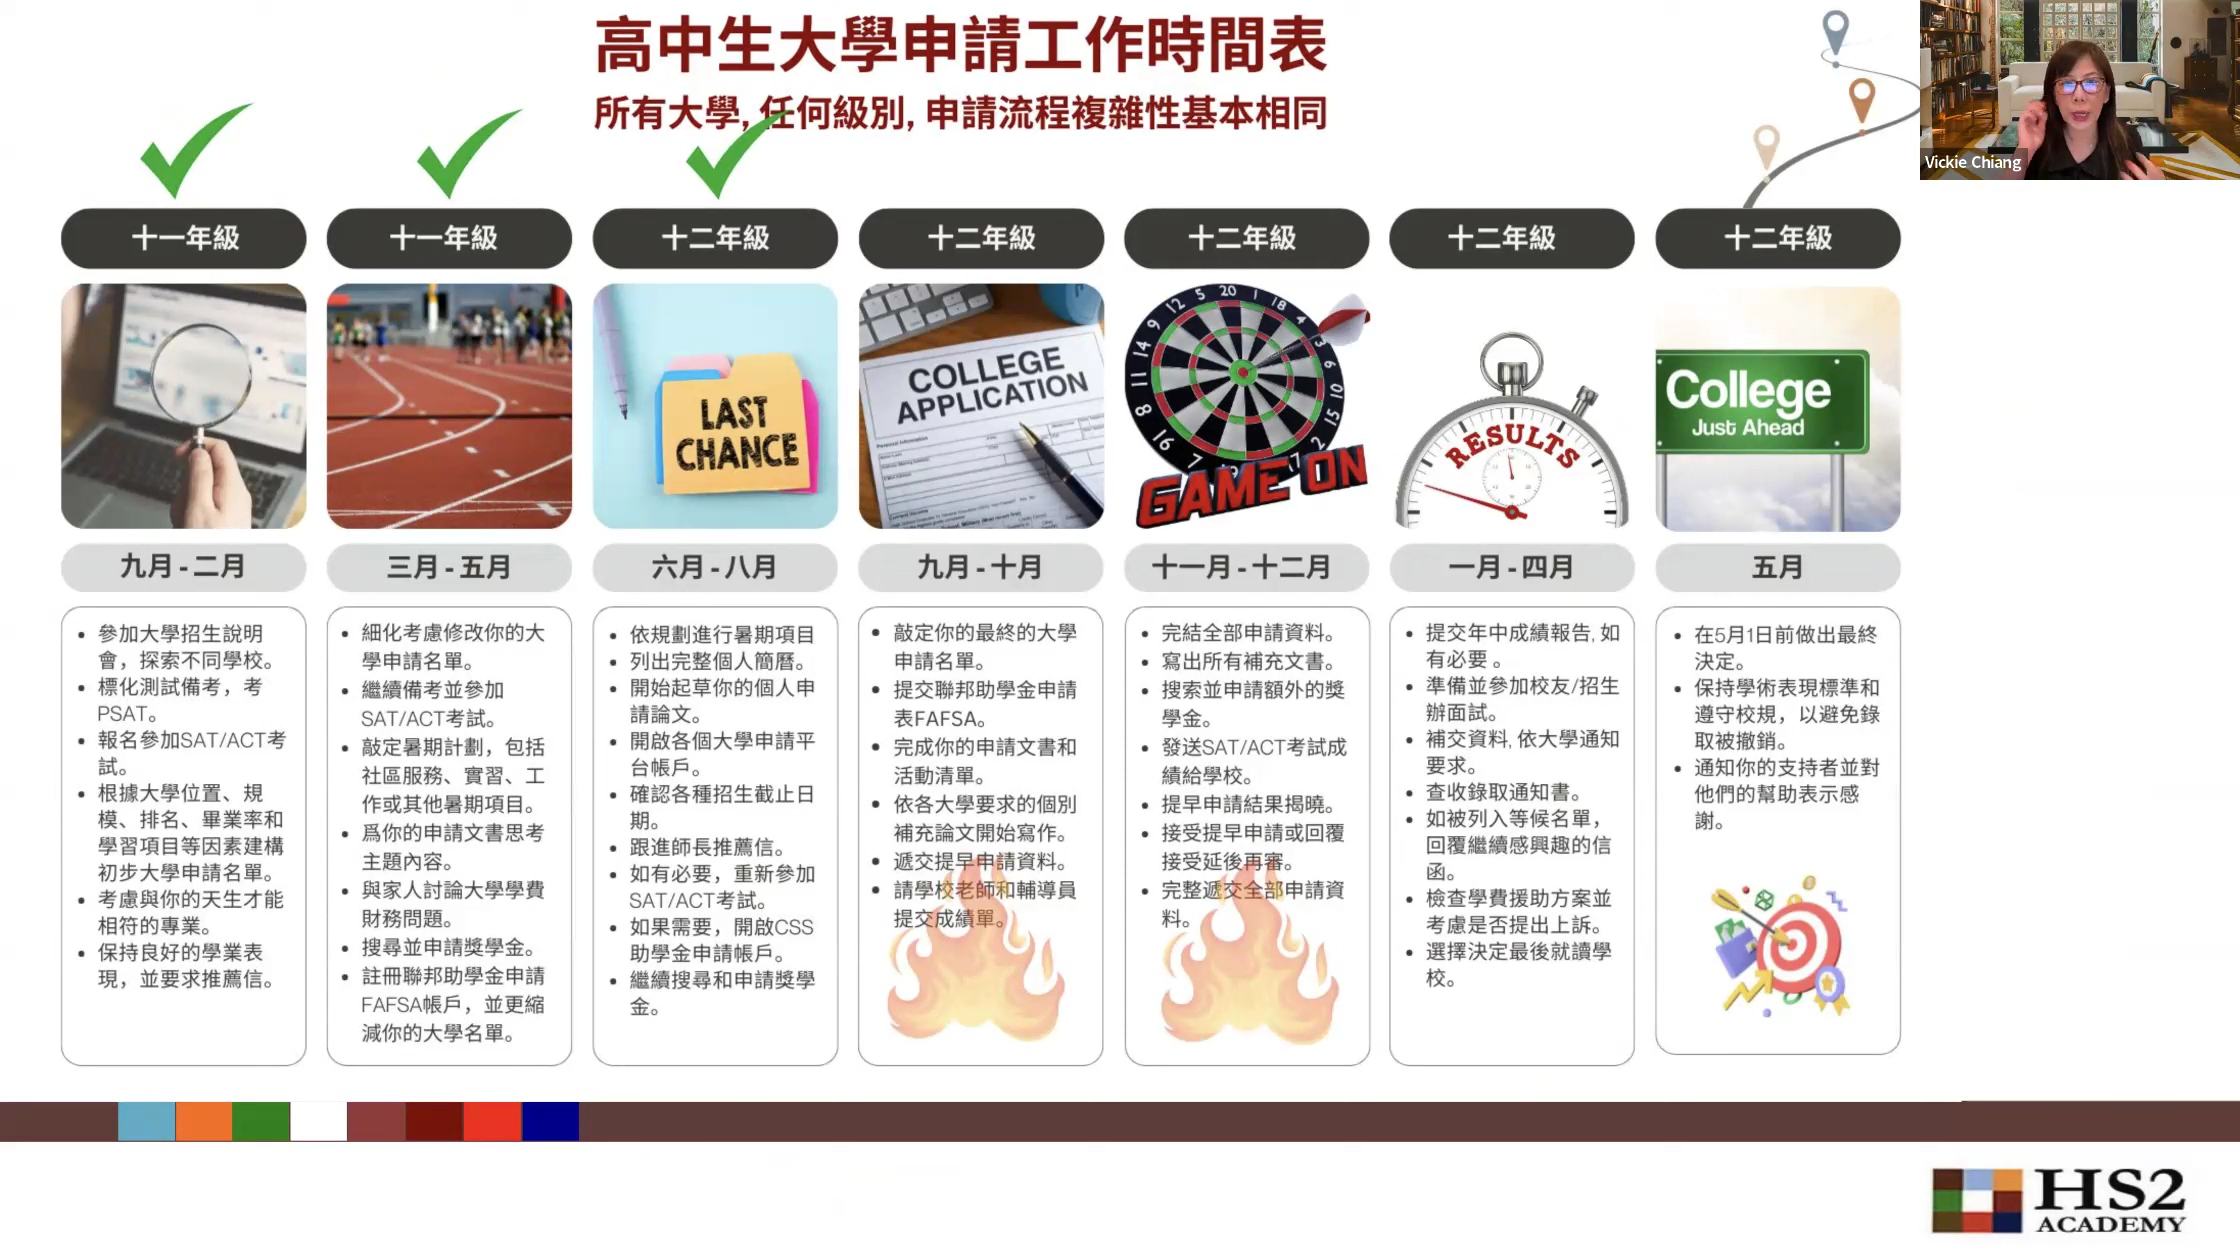 高中生大學申請工作時間表
所有大學, 任何級別, 申請流程複雜性基本相同
Vickie Chiang
十一年級
九月 - 二月
參加大學招生說明
會，探索不同學校。
標化測試備考，考
PSAT。
報名參加SAT/ACT考
試。
根據大學位置、規
模、排名、畢業率和
學習項目等因素建構
初步大學申請名單。
考慮與你的天生才能
相符的專業。
保持良好的學業表
現，並要求推薦信。
十一年級
三月 - 五月
細化考慮修改你的大
學申請名單。
繼續備考並參加
SAT/ACT考試。
敲定暑期計劃，包括
社區服務、實習、工
作或其他暑期項目。
爲你的申請文書思考
主題內容。
與家人討論大學學費
財務問題。
搜尋並申請獎學金。
註冊聯邦助學金申請
FAFSA帳戶，並更縮
減你的大學名單。
十二年級
LAST
CHANCE
六月 - 八月
依規劃進行暑期項目
列出完整個人簡曆。
開始起草你的個人申
請論文。
開啟各個大學申請平
台帳戶。
確認各種招生截止日
期。
跟進師長推薦信。
如有必要，重新參加
SAT/ACT考試。
如果需要，開啟CSS
助學金申請帳戶。
繼續搜尋和申請獎學
金。
十二年級
COLLEGE
APPLICATION
九月 - 十月
敲定你的最終的大學
申請名單。
提交聯邦助學金申請
表FAFSA。
完成你的申請文書和
活動清單。
依各大學要求的個別
補充論文開始寫作。
遞交提早申請資料。
請學校老師和輔導員
提交成績單。
十二年級
GAME ON
十一月 - 十二月
完結全部申請資料。
寫出所有補充文書。
搜索並申請額外的獎
學金。
發送SAT/ACT考試成
績給學校。
提早申請結果揭曉。
接受提早申請或回覆
接受延後再審。
完整遞交全部申請資
料。
十二年級
RESULTS
一月 - 四月
提交年中成績報告, 如
有必要 。
準備並參加校友/招生
辦面試。
補交資料, 依大學通知
要求。
查收錄取通知書。
如被列入等候名單，
回覆繼續感興趣的信
函。
檢查學費援助方案並
考慮是否提出上訴。
選擇決定最後就讀學
校。
十二年級
College
Just Ahead
五月
在5月1日前做出最終
決定。
保持學術表現標準和
遵守校規，以避免錄
取被撤銷。
通知你的支持者並對
他們的幫助表示感
謝。
HS2
ACADEMY